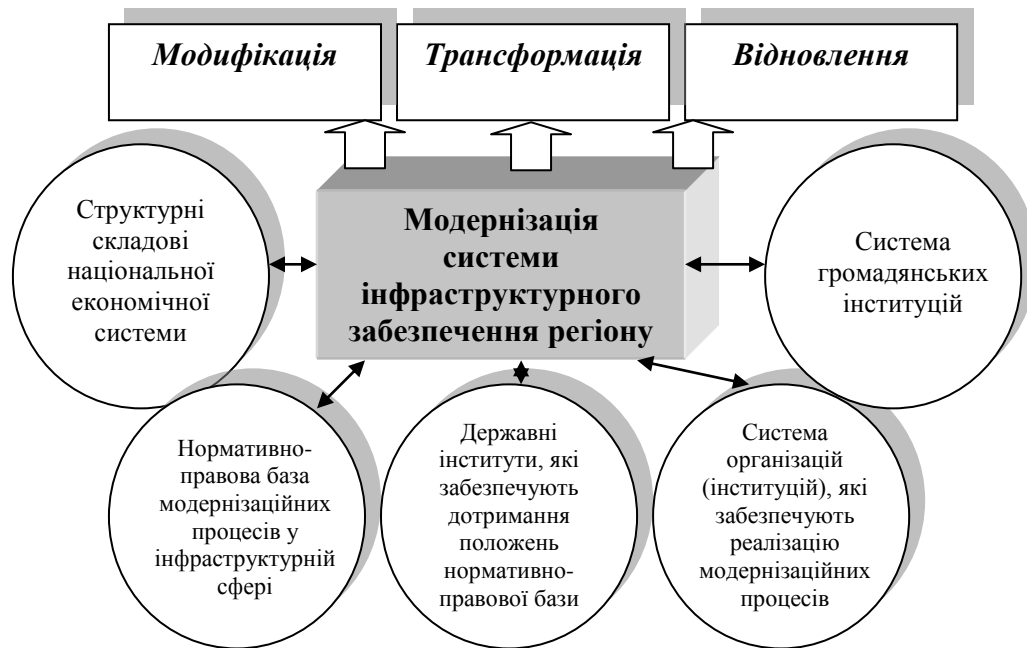 Модифікація
Трансформація
Відновлення
Структурні
складові
національної
економічної
системи
Модернізація
системи
інфраструктурного
забезпечення регіону
Система
громадянських
інституцій
Нормативно-
правова база
модернізаційних
процесів у
інфраструктурній
сфері
Державні
інститути, які
забезпечують
дотримання
положень
нормативно-
правової бази
Система
організацій
(інституцій), які
забезпечують
реалізацію
модернізаційних
процесів